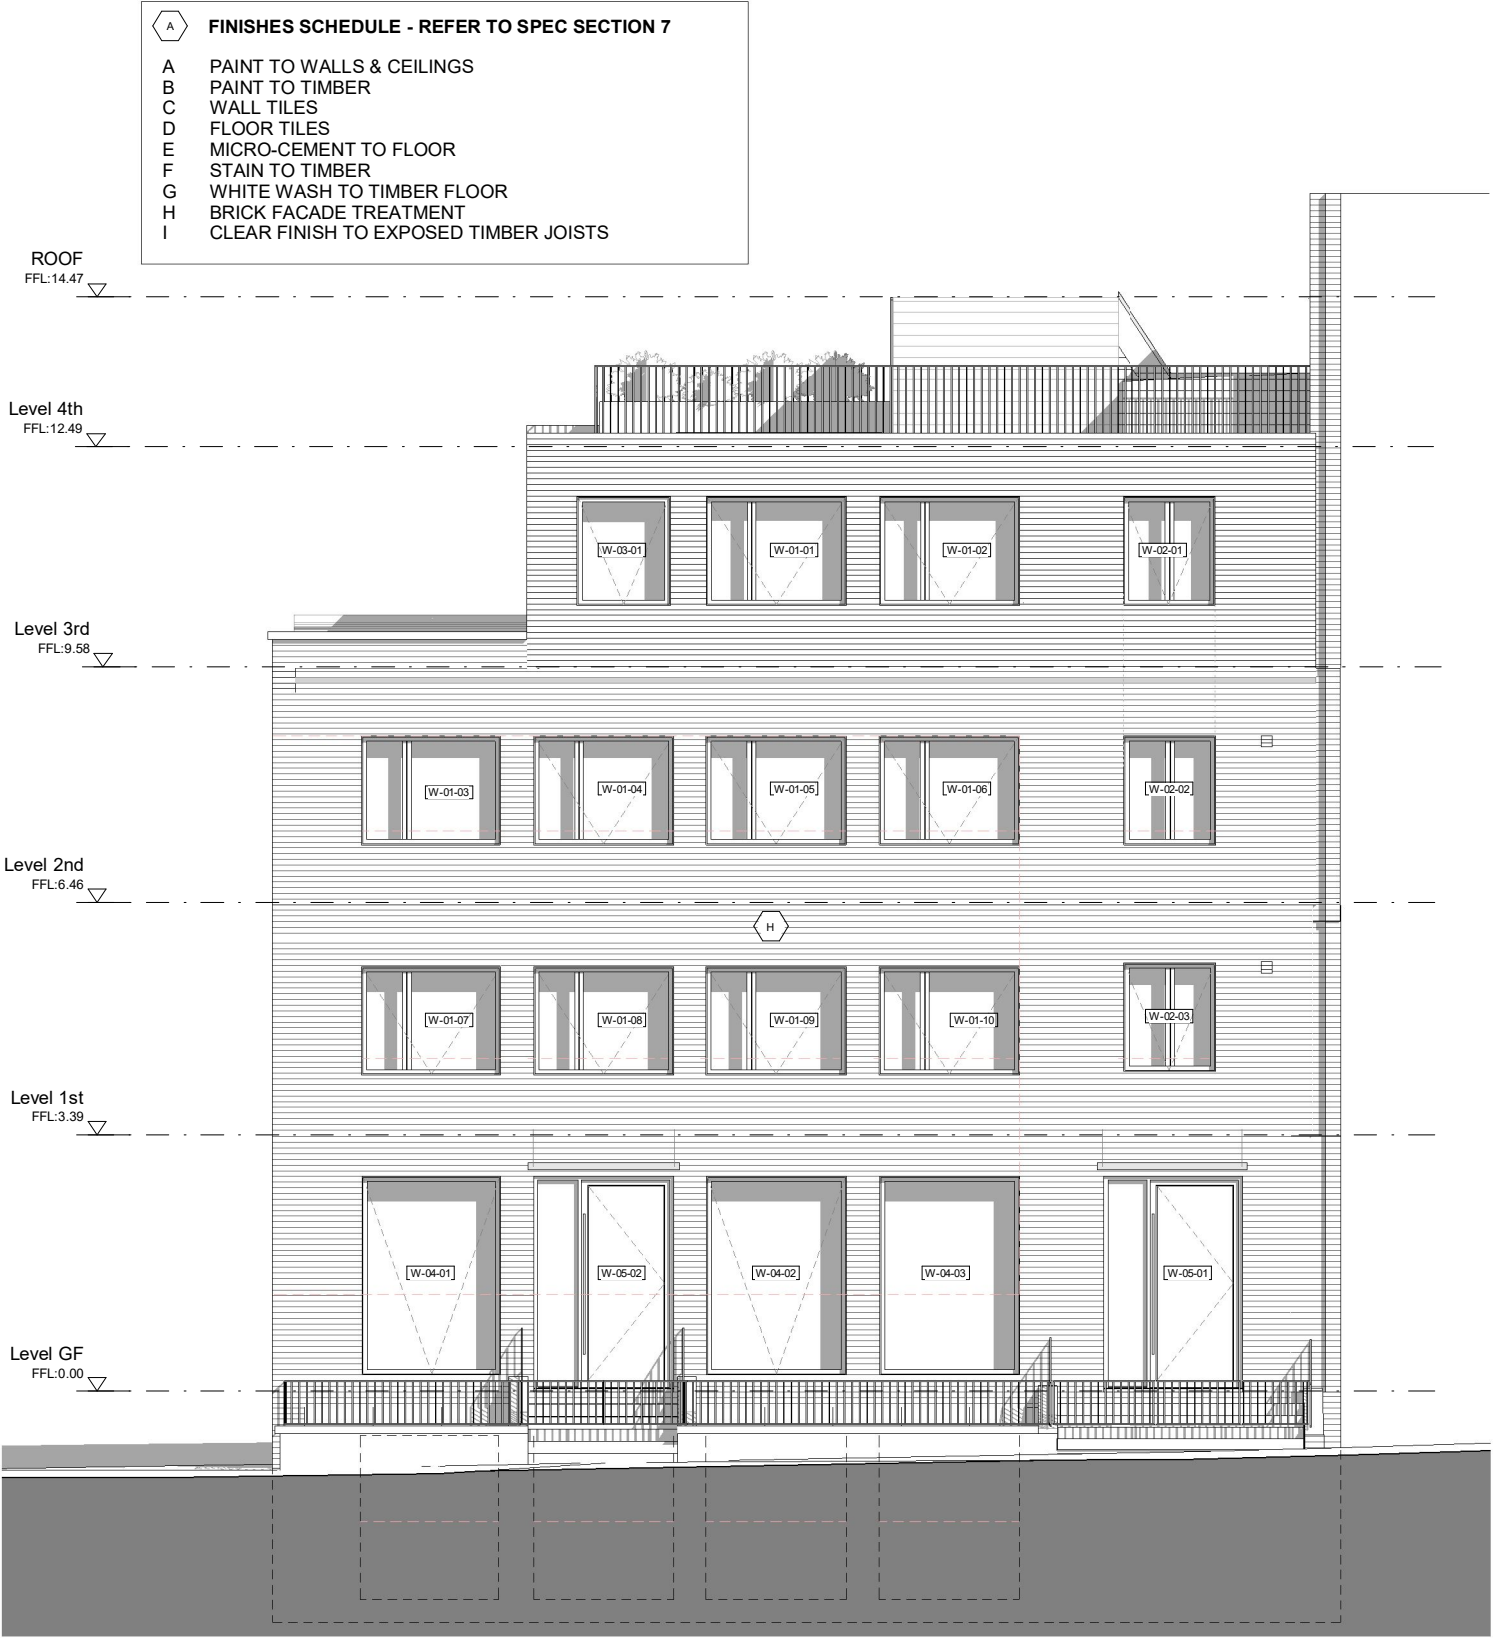 A FINISHES SCHEDULE - REFER TO SPEC SECTION 7
A PAINT TO WALLS & CEILINGS
B PAINT TO TIMBER
C WALL TILES
D FLOOR TILES
E MICRO-CEMENT TO FLOOR
F STAIN TO TIMBER
G WHITE WASH TO TIMBER FLOOR
H BRICK FACADE TREATMENT
I CLEAR FINISH TO EXPOSED TIMBER JOISTS
ROOF
FFL:14.47
Level 4th
FFL:12.49
W-03-01 W-01-01 W-01-02 W-02-01
Level 3rd
FFL:9.58
W-01-03 W-01-04 W-01-05 W-01-06 W-02-02
Level 2nd
FFL:6.46
H
W-01-07 W-01-08 W-01-09 W-01-10 W-02-03
Level 1st
FFL:3.39
W-04-01 W-05-02 W-04-02 W-04-03 W-05-01
Level GF
FFL:0.00